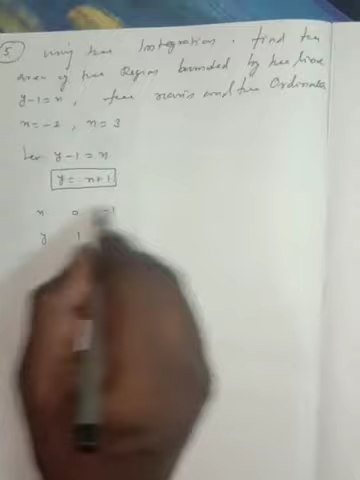 5) using the Integration. find the
area of the Region bounded by the line
y-1=x, the x axis and the Ordinates
x=-2, x=3
Let y-1=x
y=x+1
x 0 -1
y 1